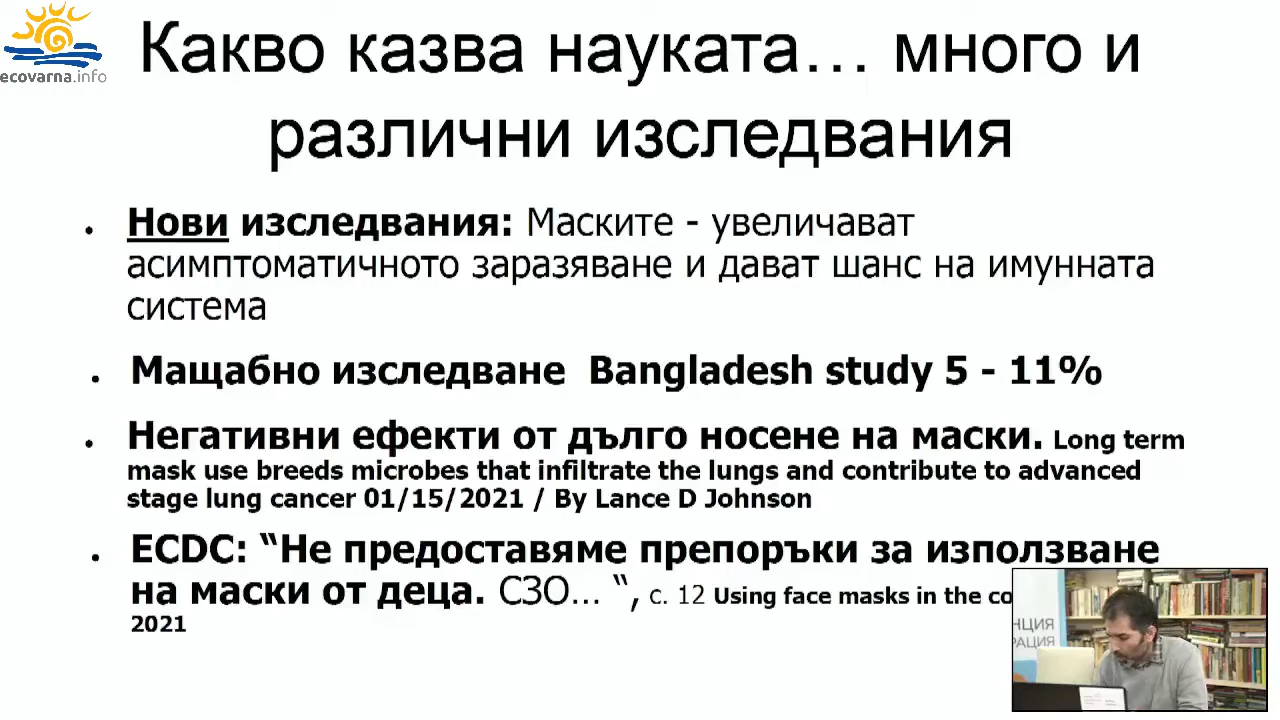 ecovarna.info
Какво казва науката... много и
различни изследвания
Нови изследвания: Маските - увеличават
асимптоматичното заразяване и дават шанс на имунната
система
Мащабно изследване Bangladesh study 5 - 11%
Негативни ефекти от дълго носене на маски. Long term
mask use breeds microbes that infiltrate the lungs and contribute to advanced
stage lung cancer 01/15/2021 / By Lance D Johnson
ECDC: “Не предоставяме препоръки за използване
на маски от деца. СЗО... “, с. 12 Using face masks in the
2021